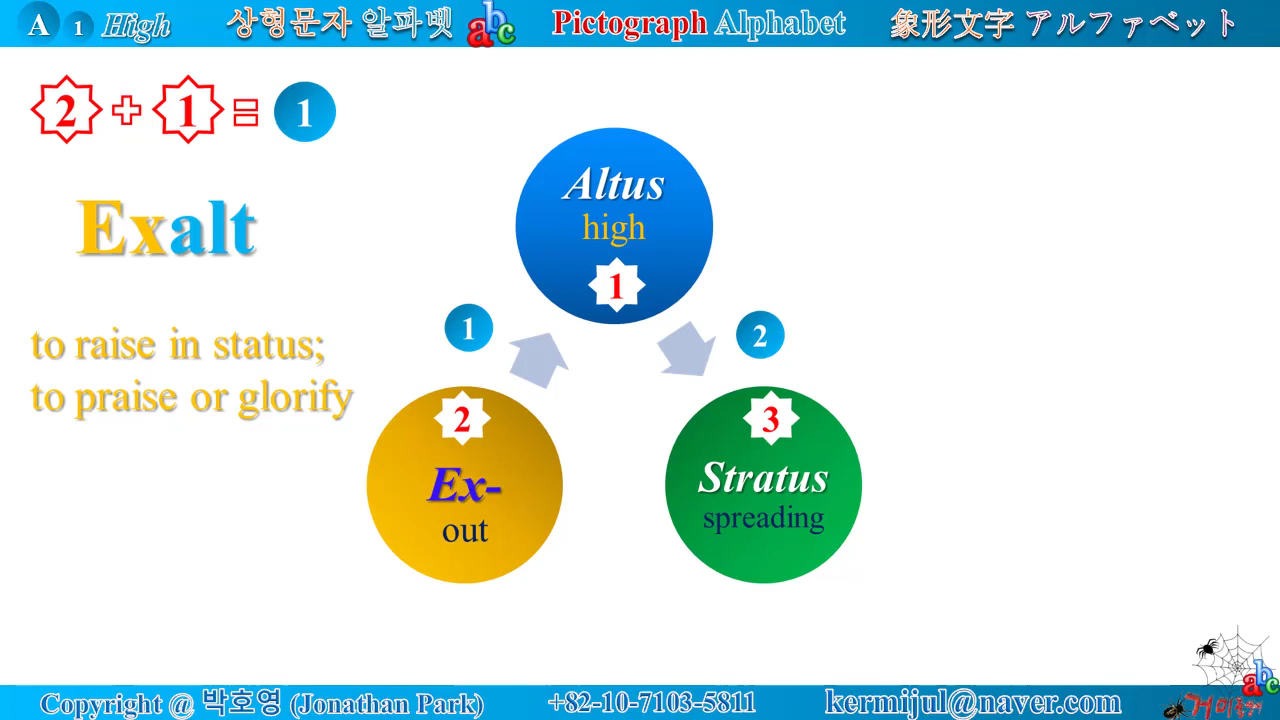 A 1 High 상형문자 알파벳 abc Pictograph Alphabet 象形文字 アルファベット
2 + 1 = 1
Altus
high
1
Exalt
1
2
to raise in status;
to praise or glorify
2
Ex-
out
3
Stratus
spreading
abc
Copyright @ 박호영 (Jonathan Park) +82-10-7103-5811 kermijul@naver.com